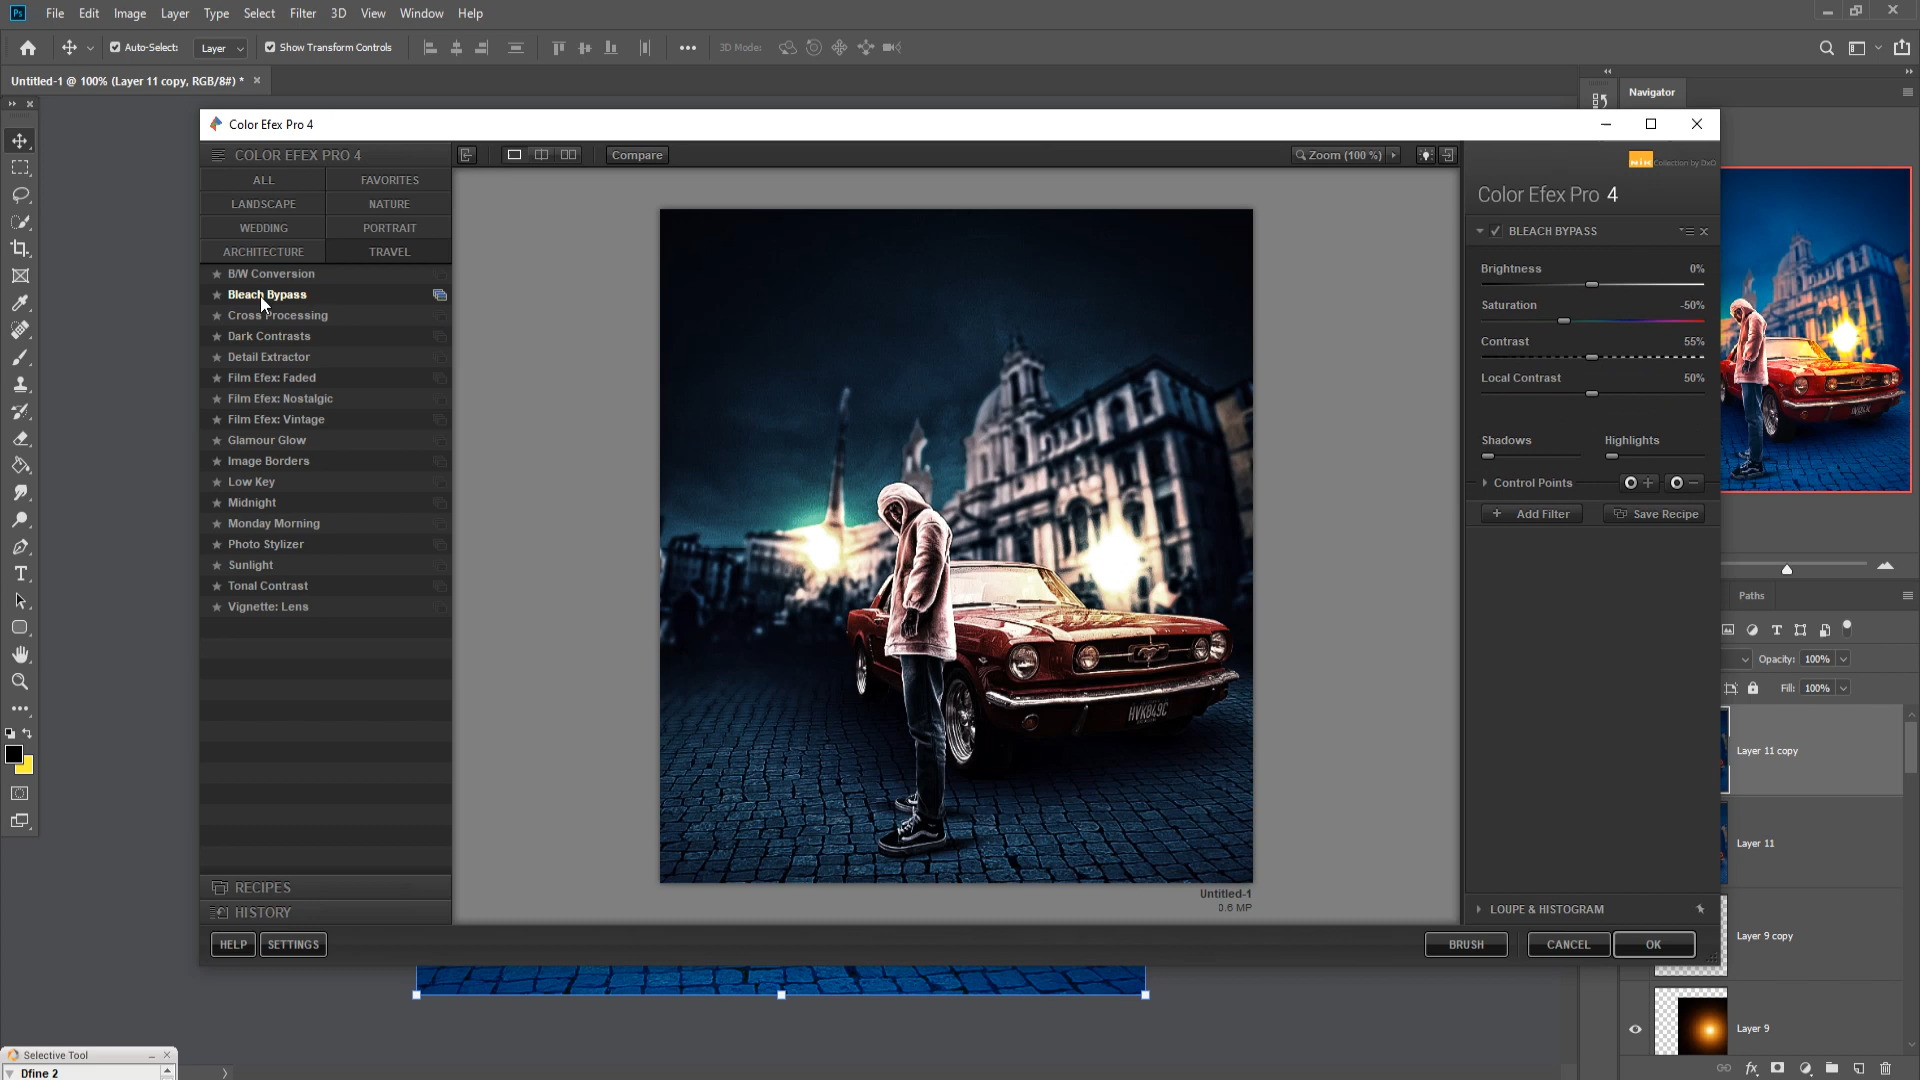 Ps File Edit Image Layer Type Select Filter 3D View Window Help
Auto-Select: Layer Show Transform Controls 3D Mode:
Untitled-1 @ 100% (Layer 11 copy, RGB/8#) *
Navigator
Color Efex Pro 4
COLOR EFEX PRO 4
Compare
Zoom (100 %)
Nik Collection by DxO
ALL FAVORITES
LANDSCAPE NATURE
WEDDING PORTRAIT
ARCHITECTURE TRAVEL
B/W Conversion
Bleach Bypass
Cross Processing
Dark Contrasts
Detail Extractor
Film Efex: Faded
Film Efex: Nostalgic
Film Efex: Vintage
Glamour Glow
Image Borders
Low Key
Midnight
Monday Morning
Photo Stylizer
Sunlight
Tonal Contrast
Vignette: Lens
RECIPES
HISTORY
HELP SETTINGS
HVK849C
Untitled-1
0.6 MP
Color Efex Pro 4
BLEACH BYPASS
Brightness 0%
Saturation -50%
Contrast 55%
Local Contrast 50%
Shadows Highlights
Control Points
Add Filter Save Recipe
LOUPE & HISTOGRAM
BRUSH CANCEL OK
Paths
Opacity: 100%
Fill: 100%
Layer 11 copy
Layer 11
Layer 9 copy
Layer 9
Selective Tool
Dfine 2